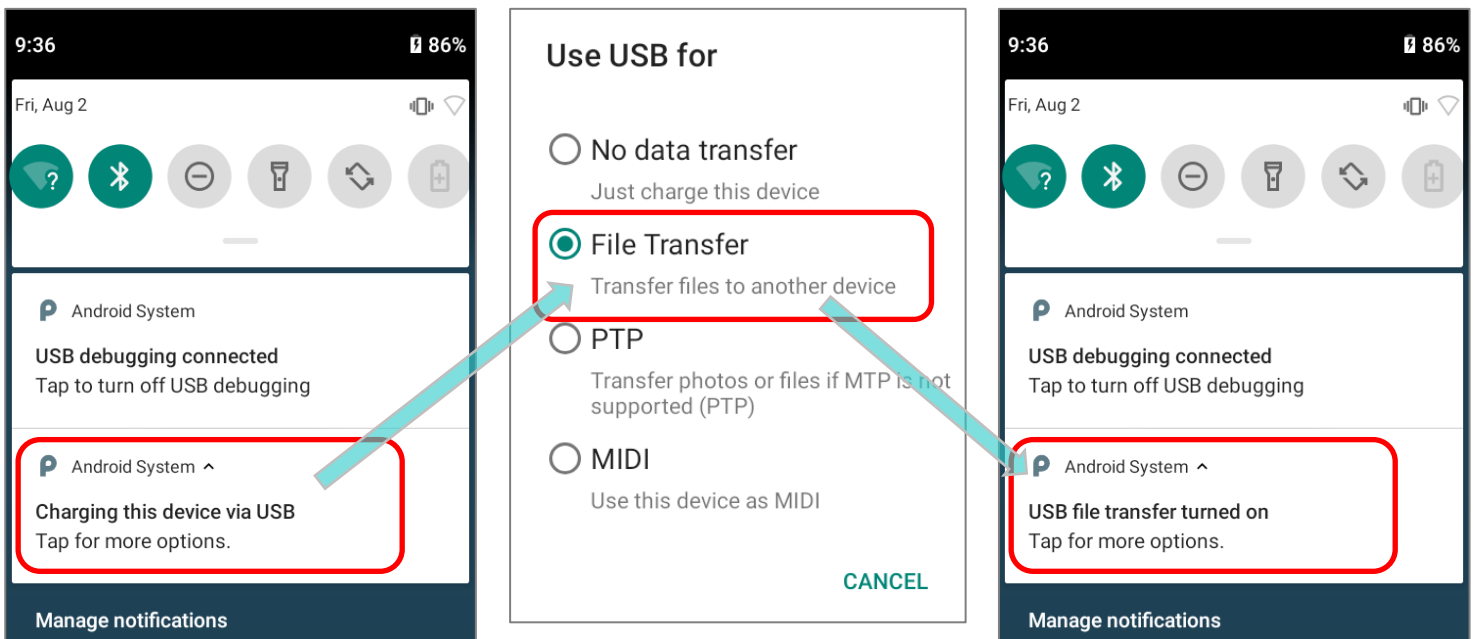 9:36
86%
Fri, Aug 2
?
Android System
USB debugging connected
Tap to turn off USB debugging
Android System
Charging this device via USB
Tap for more options.
Manage notifications
Use USB for
No data transfer
Just charge this device
File Transfer
Transfer files to another device
PTP
Transfer photos or files if MTP is not
supported (PTP)
MIDI
Use this device as MIDI
CANCEL
9:36
86%
Fri, Aug 2
?
Android System
USB debugging connected
Tap to turn off USB debugging
Android System
USB file transfer turned on
Tap for more options.
Manage notifications